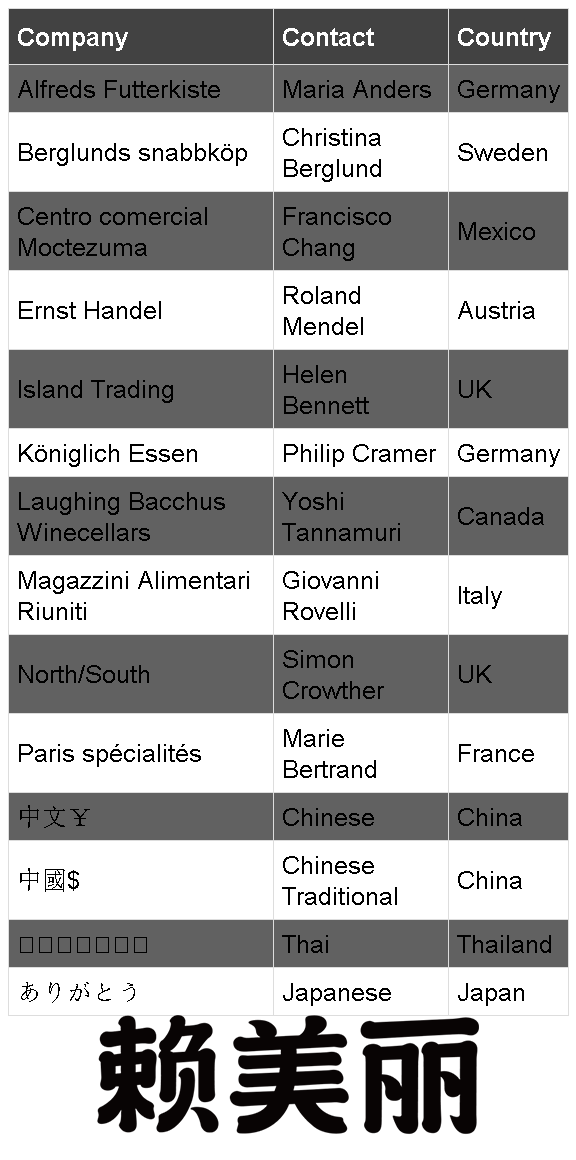 Company Contact Country
Alfreds Futterkiste Maria Anders Germany
Berglunds snabbköp Christina Berglund Sweden
Centro comercial Moctezuma Francisco Chang Mexico
Ernst Handel Roland Mendel Austria
Island Trading Helen Bennett UK
Königlich Essen Philip Cramer Germany
Laughing Bacchus Winecellars Yoshi Tannamuri Canada
Magazzini Alimentari Riuniti Giovanni Rovelli Italy
North/South Simon Crowther UK
Paris spécialités Marie Bertrand France
中文￥ Chinese China
中國$ Chinese Traditional China
□□□□□□□ Thai Thailand
ありがとう Japanese Japan
赖美丽